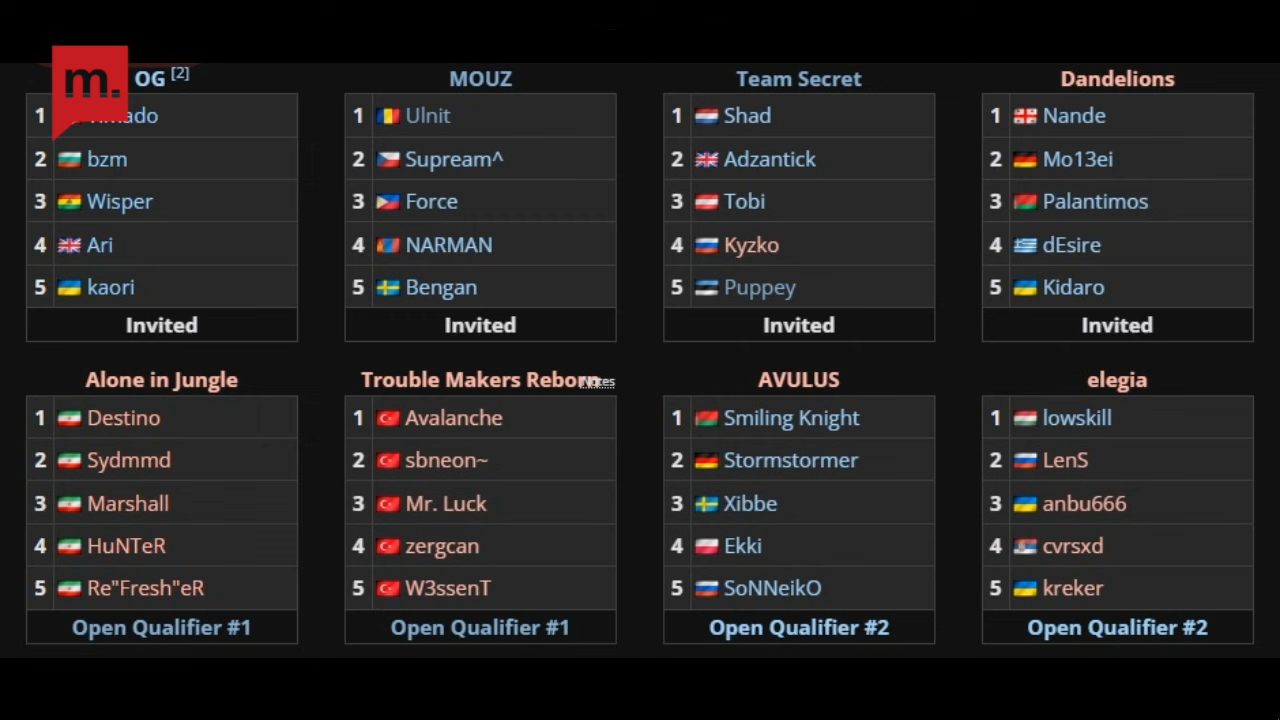 m.
OG [2]
1
2 bzm
3 Wisper
4 Ari
5 kaori
Invited
MOUZ
1 Ulnit
2 Supream^
3 Force
4 NARMAN
5 Bengan
Invited
Team Secret
1 Shad
2 Adzantick
3 Tobi
4 Kyzko
5 Puppey
Invited
Dandelions
1 Nande
2 Mo13ei
3 Palantimos
4 dEsire
5 Kidaro
Invited
Alone in Jungle
1 Destino
2 Sydmmd
3 Marshall
4 HuNTeR
5 Re"Fresh"eR
Open Qualifier #1
Trouble Makers Reborn
Notes
1 Avalanche
2 sbneon~
3 Mr. Luck
4 zergcan
5 W3ssenT
Open Qualifier #1
AVULUS
1 Smiling Knight
2 Stormstormer
3 Xibbe
4 Ekki
5 SoNNeikO
Open Qualifier #2
elegia
1 lowskill
2 LenS
3 anbu666
4 cvrsxd
5 kreker
Open Qualifier #2